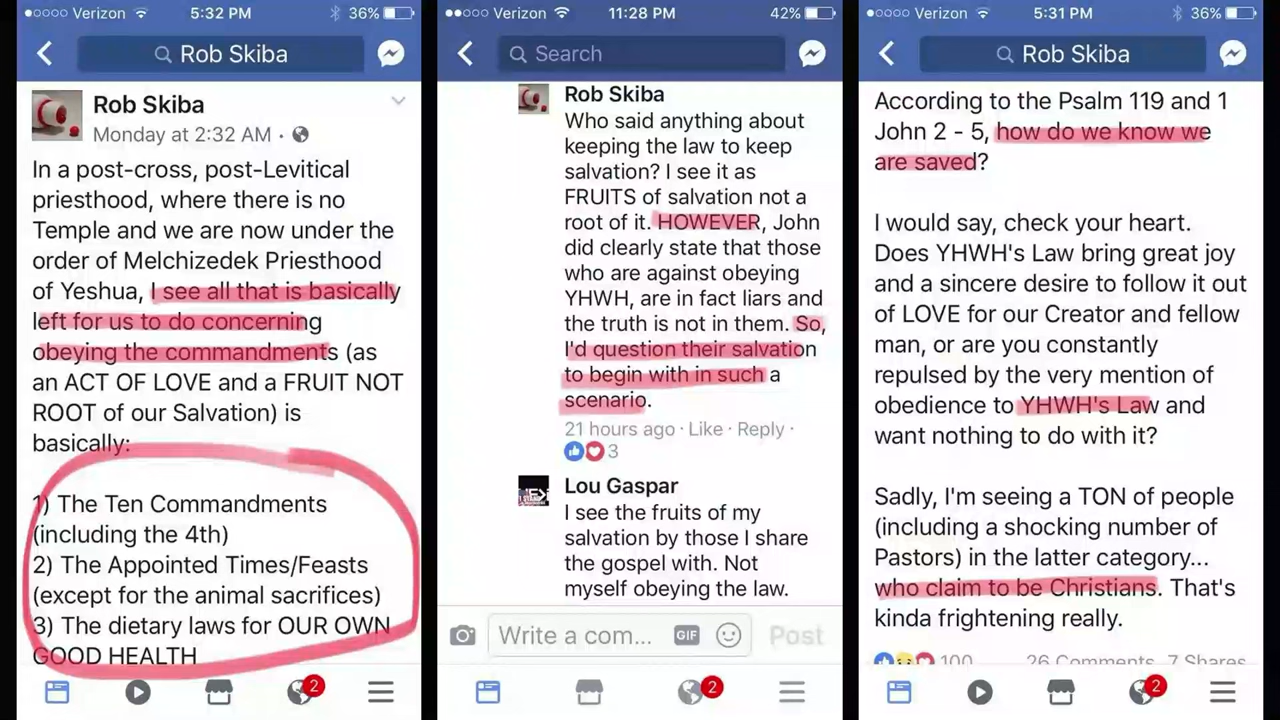 Verizon 5:32 PM 36%
Rob Skiba
Rob Skiba
Monday at 2:32 AM ·
In a post-cross, post-Levitical
priesthood, where there is no
Temple and we are now under the
order of Melchizedek Priesthood
of Yeshua, I see all that is basically
left for us to do concerning
obeying the commandments (as
an ACT OF LOVE and a FRUIT NOT
ROOT of our Salvation) is
basically:
1) The Ten Commandments
(including the 4th)
2) The Appointed Times/Feasts
(except for the animal sacrifices)
3) The dietary laws for OUR OWN
GOOD HEALTH
2
Verizon 11:28 PM 42%
Search
Rob Skiba
Who said anything about
keeping the law to keep
salvation? I see it as
FRUITS of salvation not a
root of it. HOWEVER, John
did clearly state that those
who are against obeying
YHWH, are in fact liars and
the truth is not in them. So,
I'd question their salvation
to begin with in such a
scenario.
21 hours ago · Like · Reply ·
3
Lou Gaspar
I see the fruits of my
salvation by those I share
the gospel with. Not
myself obeying the law.
Write a com... GIF Post
2
Verizon 5:31 PM 36%
Rob Skiba
According to the Psalm 119 and 1
John 2 - 5, how do we know we
are saved?
I would say, check your heart.
Does YHWH's Law bring great joy
and a sincere desire to follow it out
of LOVE for our Creator and fellow
man, or are you constantly
repulsed by the very mention of
obedience to YHWH's Law and
want nothing to do with it?
Sadly, I'm seeing a TON of people
(including a shocking number of
Pastors) in the latter category...
who claim to be Christians. That's
kinda frightening really.
100 26 Comments 7 Shares
2